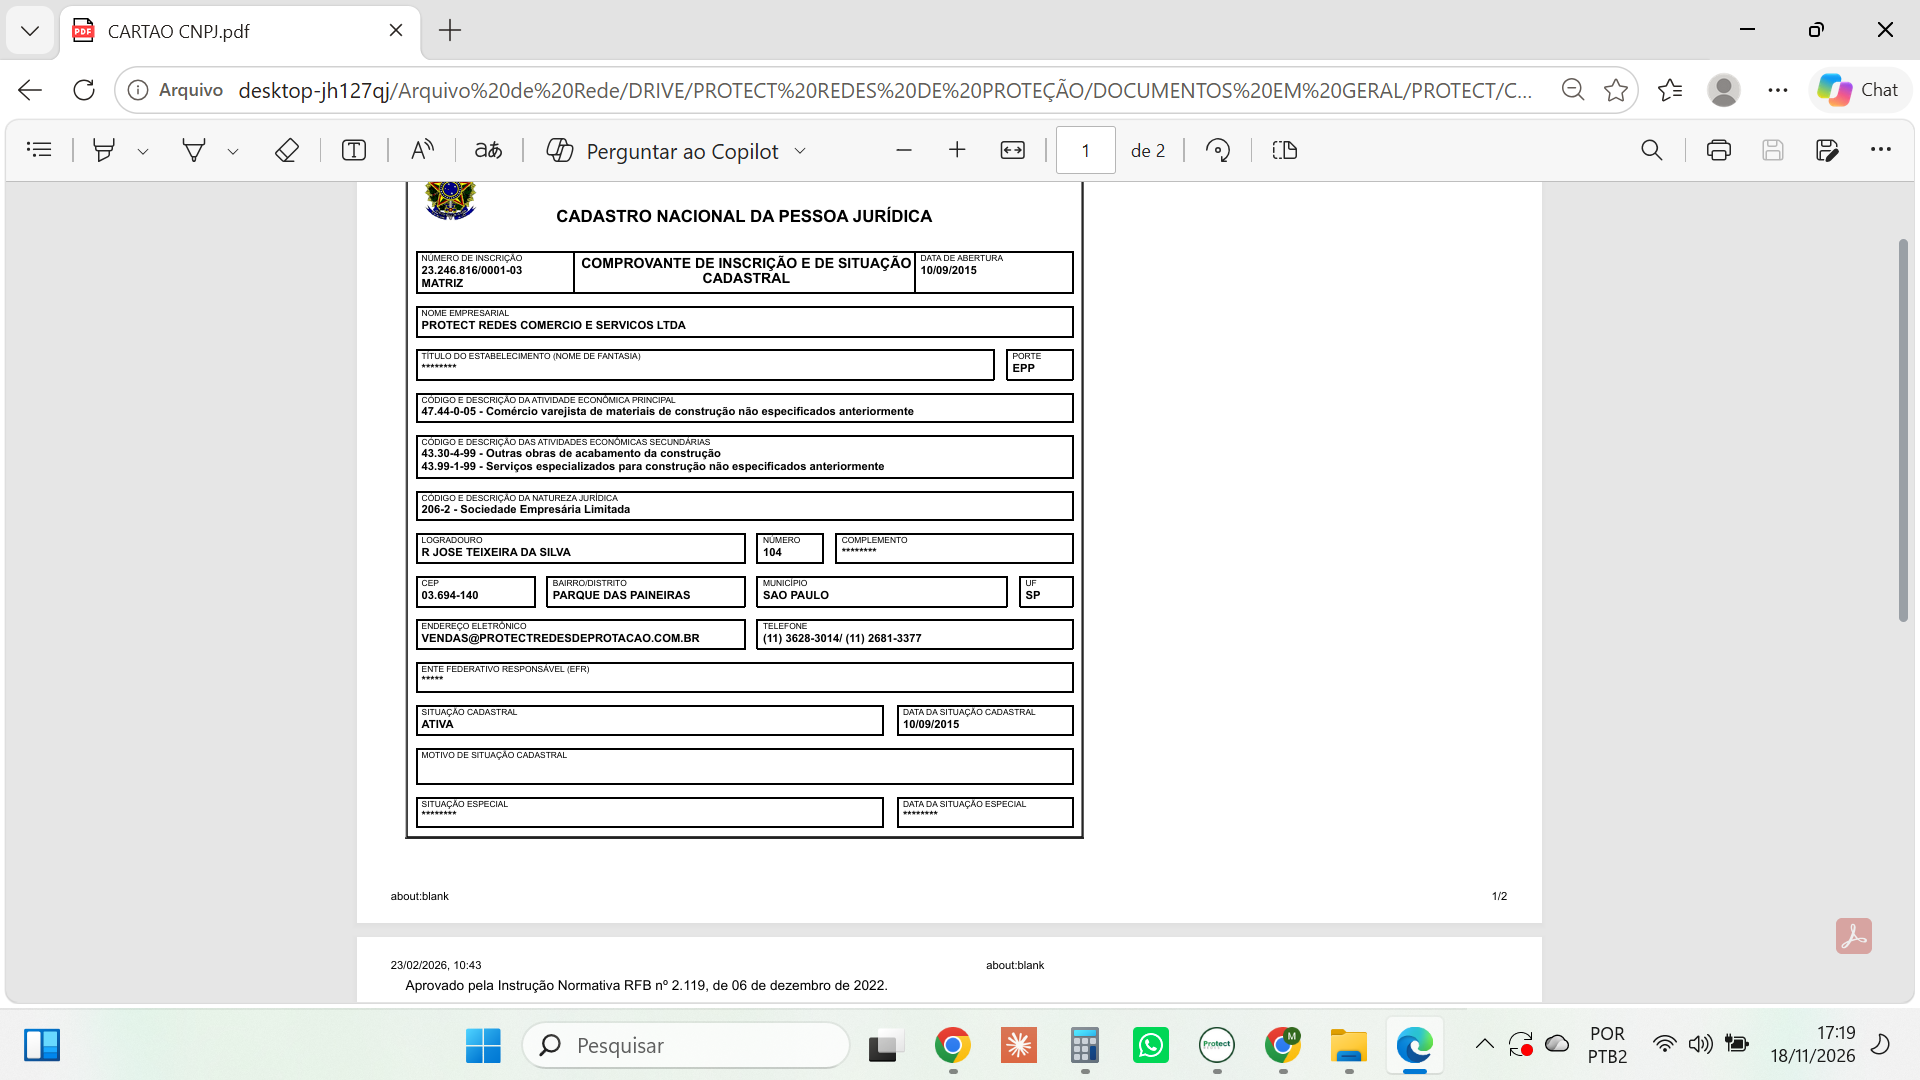 CARTAO CNPJ.pdf
Arquivo
desktop-jh127qj/Arquivo%20de%20Rede/DRIVE/PROTECT%20REDES%20DE%20PROTEÇÃO/DOCUMENTOS%20EM%20GERAL/PROTECT/C...
Chat
Perguntar ao Copilot
1
de 2
CADASTRO NACIONAL DA PESSOA JURÍDICA
NÚMERO DE INSCRIÇÃO
23.246.816/0001-03
MATRIZ
COMPROVANTE DE INSCRIÇÃO E DE SITUAÇÃO
CADASTRAL
DATA DE ABERTURA
10/09/2015
NOME EMPRESARIAL
PROTECT REDES COMERCIO E SERVICOS LTDA
TÍTULO DO ESTABELECIMENTO (NOME DE FANTASIA)
********
PORTE
EPP
CÓDIGO E DESCRIÇÃO DA ATIVIDADE ECONÔMICA PRINCIPAL
47.44-0-05 - Comércio varejista de materiais de construção não especificados anteriormente
CÓDIGO E DESCRIÇÃO DAS ATIVIDADES ECONÔMICAS SECUNDÁRIAS
43.30-4-99 - Outras obras de acabamento da construção
43.99-1-99 - Serviços especializados para construção não especificados anteriormente
CÓDIGO E DESCRIÇÃO DA NATUREZA JURÍDICA
206-2 - Sociedade Empresária Limitada
LOGRADOURO
R JOSE TEIXEIRA DA SILVA
NÚMERO
104
COMPLEMENTO
********
CEP
03.694-140
BAIRRO/DISTRITO
PARQUE DAS PAINEIRAS
MUNICÍPIO
SAO PAULO
UF
SP
ENDEREÇO ELETRÔNICO
VENDAS@PROTECTREDESDEPROTACAO.COM.BR
TELEFONE
(11) 3628-3014/ (11) 2681-3377
ENTE FEDERATIVO RESPONSÁVEL (EFR)
*****
SITUAÇÃO CADASTRAL
ATIVA
DATA DA SITUAÇÃO CADASTRAL
10/09/2015
MOTIVO DE SITUAÇÃO CADASTRAL
SITUAÇÃO ESPECIAL
********
DATA DA SITUAÇÃO ESPECIAL
********
about:blank
1/2
23/02/2026, 10:43
about:blank
Aprovado pela Instrução Normativa RFB nº 2.119, de 06 de dezembro de 2022.
Pesquisar
Protect
M
POR
PTB2
17:19
18/11/2026